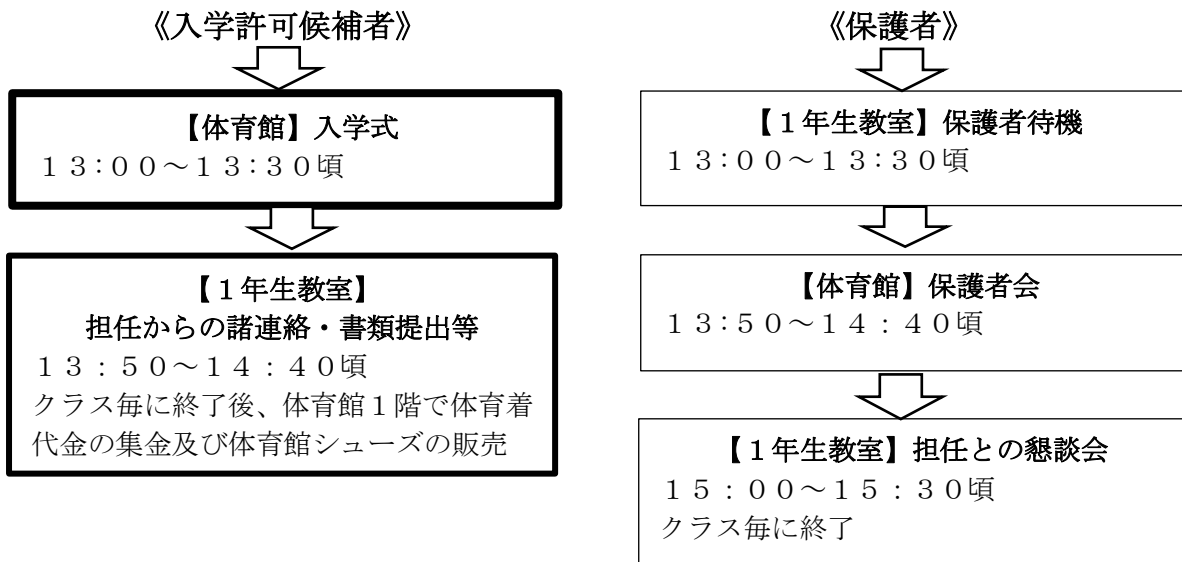 《入学許可候補者》
【体育館】入学式
１３:００～１３:３０頃
【１年生教室】
担任からの諸連絡・書類提出等
１３：５０～１４：４０頃
クラス毎に終了後、体育館１階で体育着
代金の集金及び体育館シューズの販売
《保護者》
【１年生教室】保護者待機
１３:００～１３:３０頃
【体育館】保護者会
１３:５０～１４：４０頃
【１年生教室】担任との懇談会
１５：００～１５：３０頃
クラス毎に終了